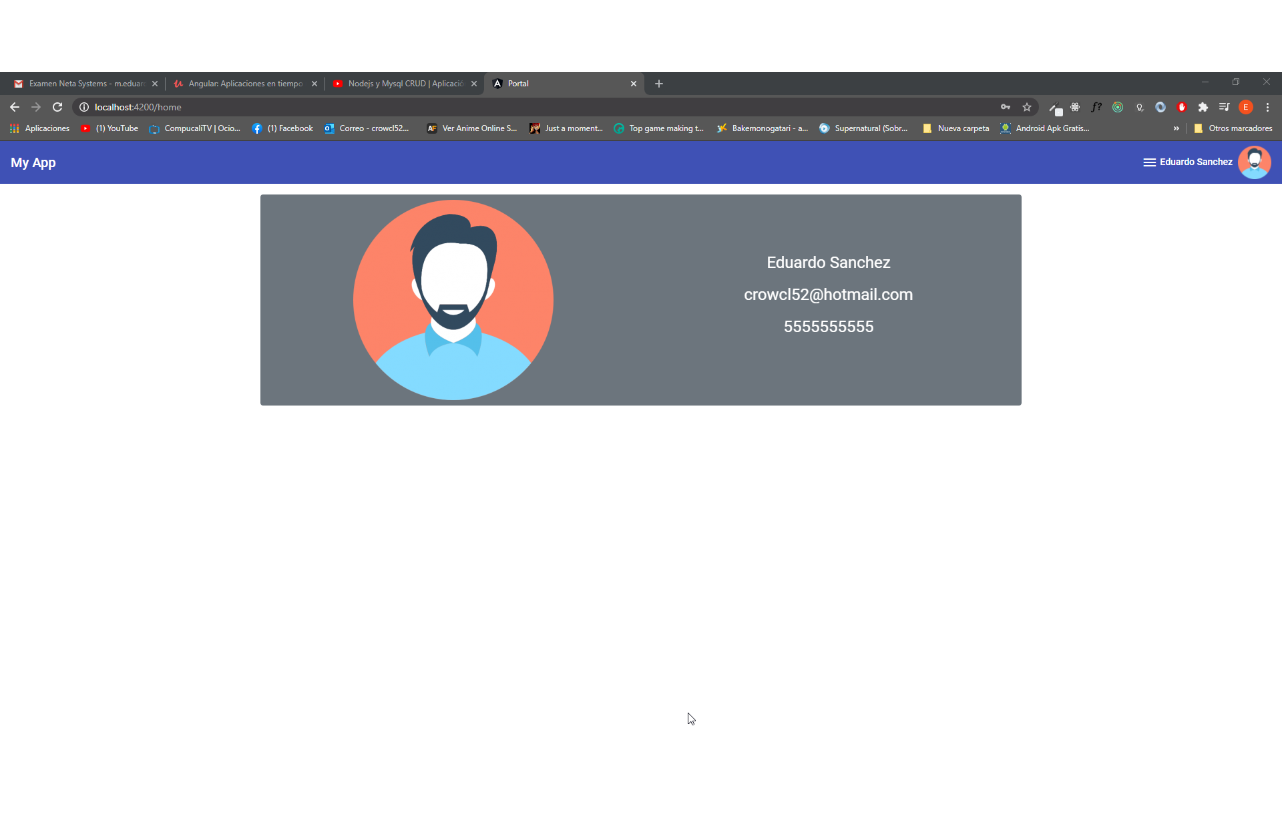 Examen Neta Systems - m.eduar
Angular: Aplicaciones en tiempo
Nodejs y Mysql CRUD | Aplicació
Portal
localhost:4200/home
f?
E
Aplicaciones
(1) YouTube
CompucaliTV | Ocio...
(1) Facebook
Correo - crowcl52...
AF Ver Anime Online S...
Just a moment...
Top game making t...
Bakemonogatari - a...
Supernatural (Sobr...
Nueva carpeta
Android Apk Gratis...
»
Otros marcadores
My App
Eduardo Sanchez
Eduardo Sanchez
crowcl52@hotmail.com
5555555555